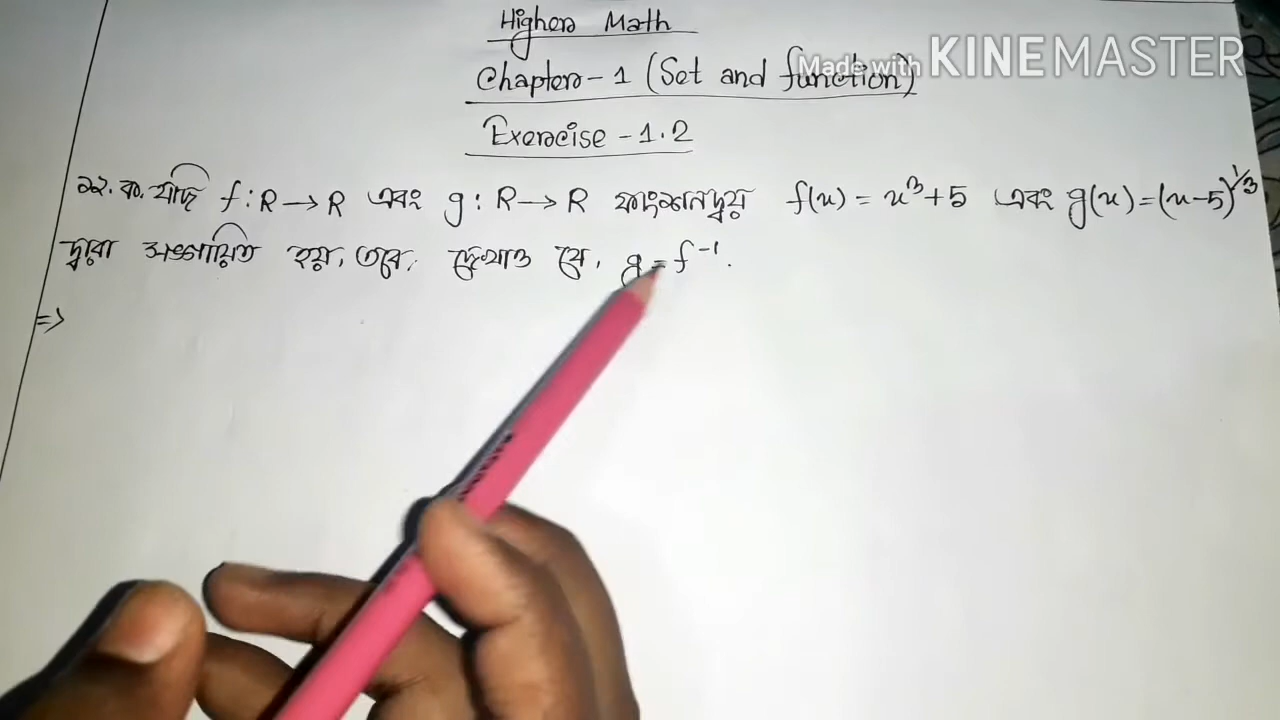 Higher Math
Made with KINEMASTER
Chapter - 1 (Set and function)
Exercise - 1.2
১২. ক. যদি f : R → R এবং g : R → R ফাংশনদ্বয় f(x) = x³ + 5 এবং g(x) = (x - 5)^1/3
দ্বারা সংজ্ঞায়িত হয়, তবে, দেখাও যে, g = f⁻¹.
⇒